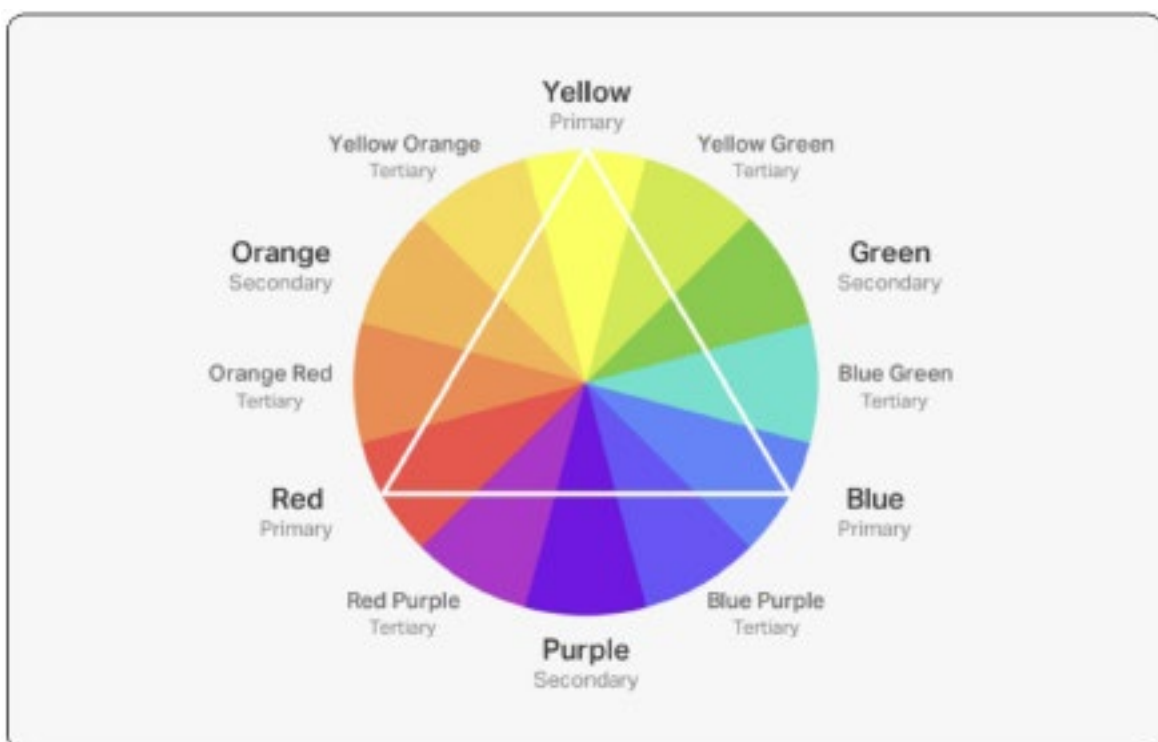 Yellow
Primary
Yellow Orange
Tertiary
Yellow Green
Tertiary
Orange
Secondary
Green
Secondary
Orange Red
Tertiary
Blue Green
Tertiary
Red
Primary
Blue
Primary
Red Purple
Tertiary
Blue Purple
Tertiary
Purple
Secondary